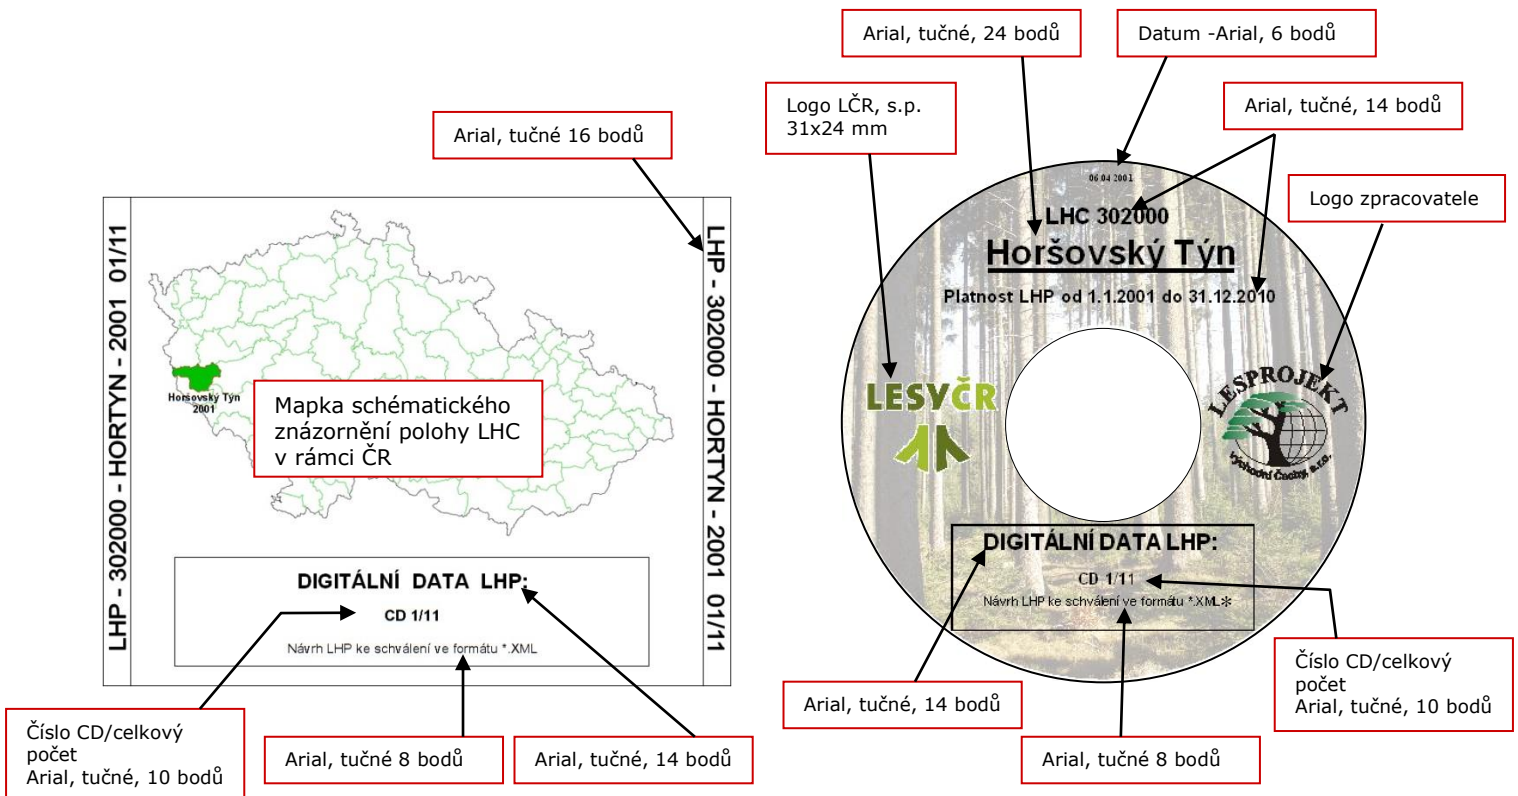 Arial, tučné, 24 bodů
Datum -Arial, 6 bodů
Logo LČR, s.p.
31x24 mm
Arial, tučné, 14 bodů
Arial, tučné 16 bodů
Logo zpracovatele
LHP - 302000 - HORTYN - 2001 01/11
Horšovský Týn
2001
Mapka schématického
znázornění polohy LHC
v rámci ČR
LHP - 302000 - HORTYN - 2001 01/11
DIGITÁLNÍ DATA LHP:
CD 1/11
Návrh LHP ke schválení ve formátu *.XML
Číslo CD/celkový
počet
Arial, tučné, 10 bodů
Arial, tučné 8 bodů
Arial, tučné, 14 bodů
06.04.2001
LHC 302000
Horšovský Týn
Platnost LHP od 1.1.2001 do 31.12.2010
LESY ČR
LESPROJEKT
východní Čechy, s.r.o.
DIGITÁLNÍ DATA LHP:
CD 1/11
Návrh LHP ke schválení ve formátu *.XML*
Arial, tučné, 14 bodů
Arial, tučné 8 bodů
Číslo CD/celkový
počet
Arial, tučné, 10 bodů